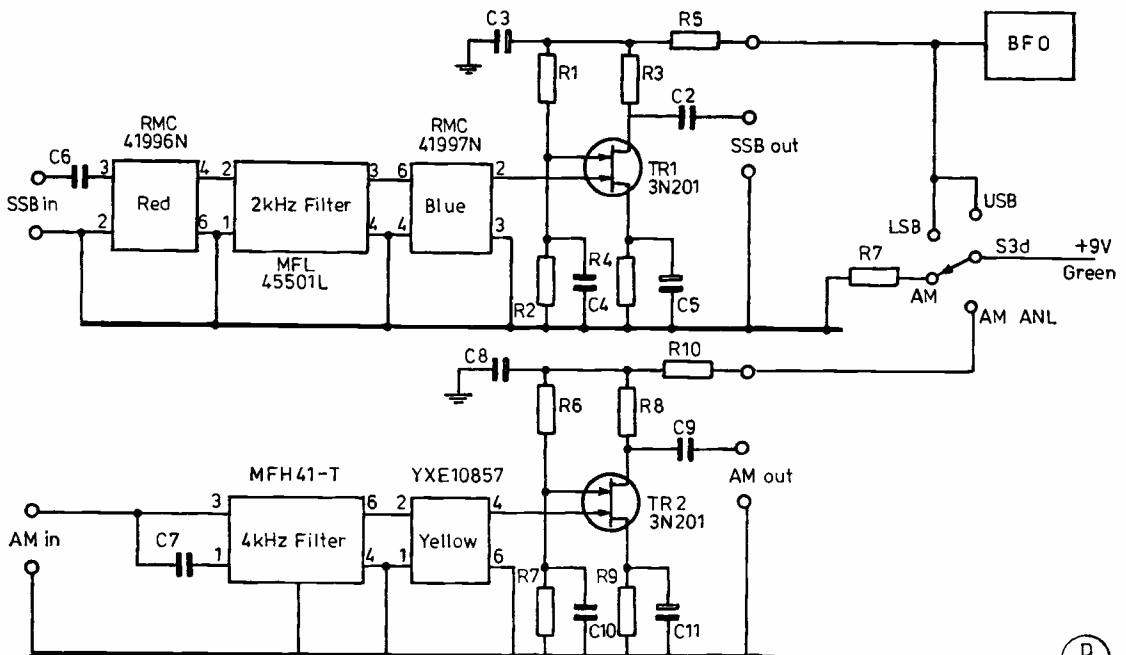 C3
R5
BFO
R1
R3
C2
SSB out
RMC
41996N
RMC
41997N
C6
3
4
2
3
6
2
TR1
3N201
SSB in
Red
2kHz Filter
Blue
2
6
1
4
4
3
MFL
45501L
USB
LSB
S3d
+9V
Green
R7
AM
AM ANL
R2
R4
C4
C5
C8
R10
R6
R8
C9
AM out
MFH41-T
YXE10857
3
6
2
4
TR2
3N201
AM in
C7
1
4kHz Filter
4
1
Yellow
6
R7
R9
C10
C11